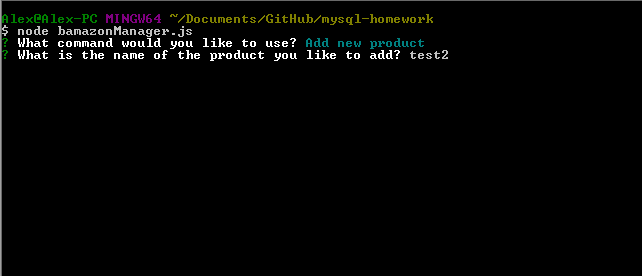 Alex@Alex-PC MINGW64 ~/Documents/GitHub/mysql-homework
$ node bamazonManager.js
? What command would you like to use? Add new product
? What is the name of the product you like to add? test2